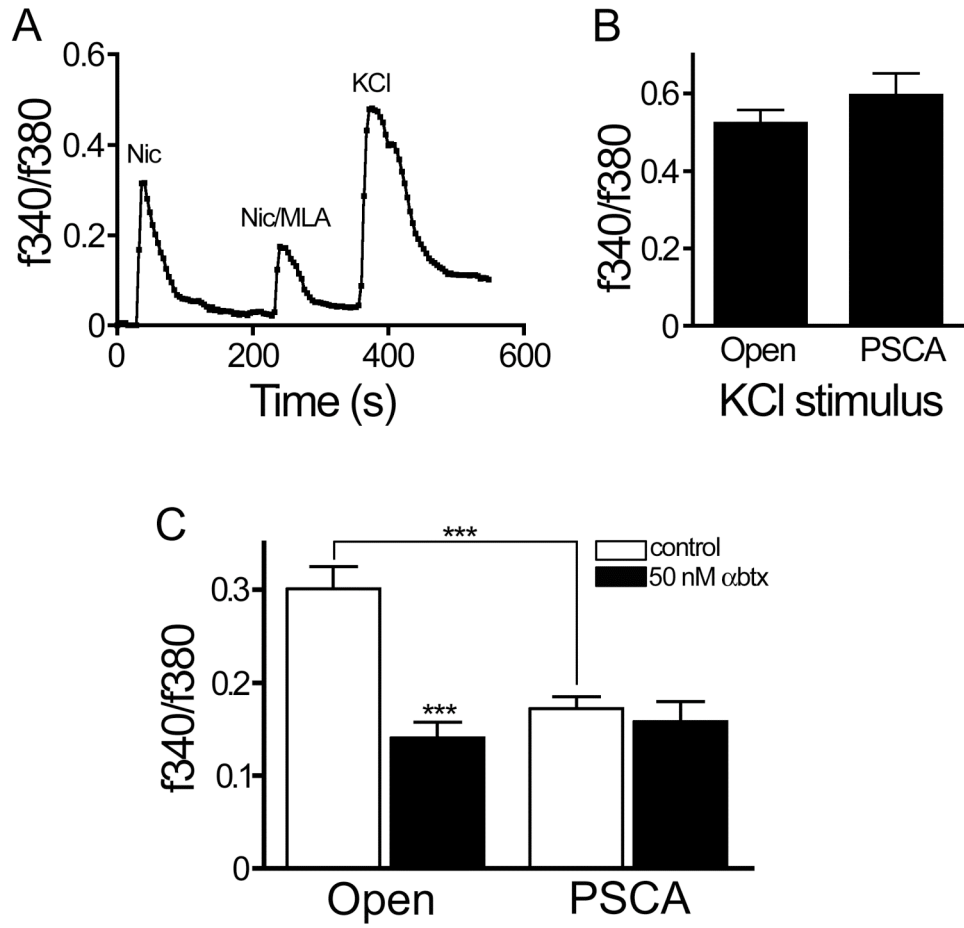 A
f340/f380
0.6
0.4
0.2
0
Nic
Nic/MLA
KCl
0
200
400
600
Time (s)
B
f340/f380
0.6
0.4
0.2
0
Open
PSCA
KCl stimulus
C
***
control
50 nM αbtx
f340/f380
0.3
0.2
0.1
0
***
Open
PSCA